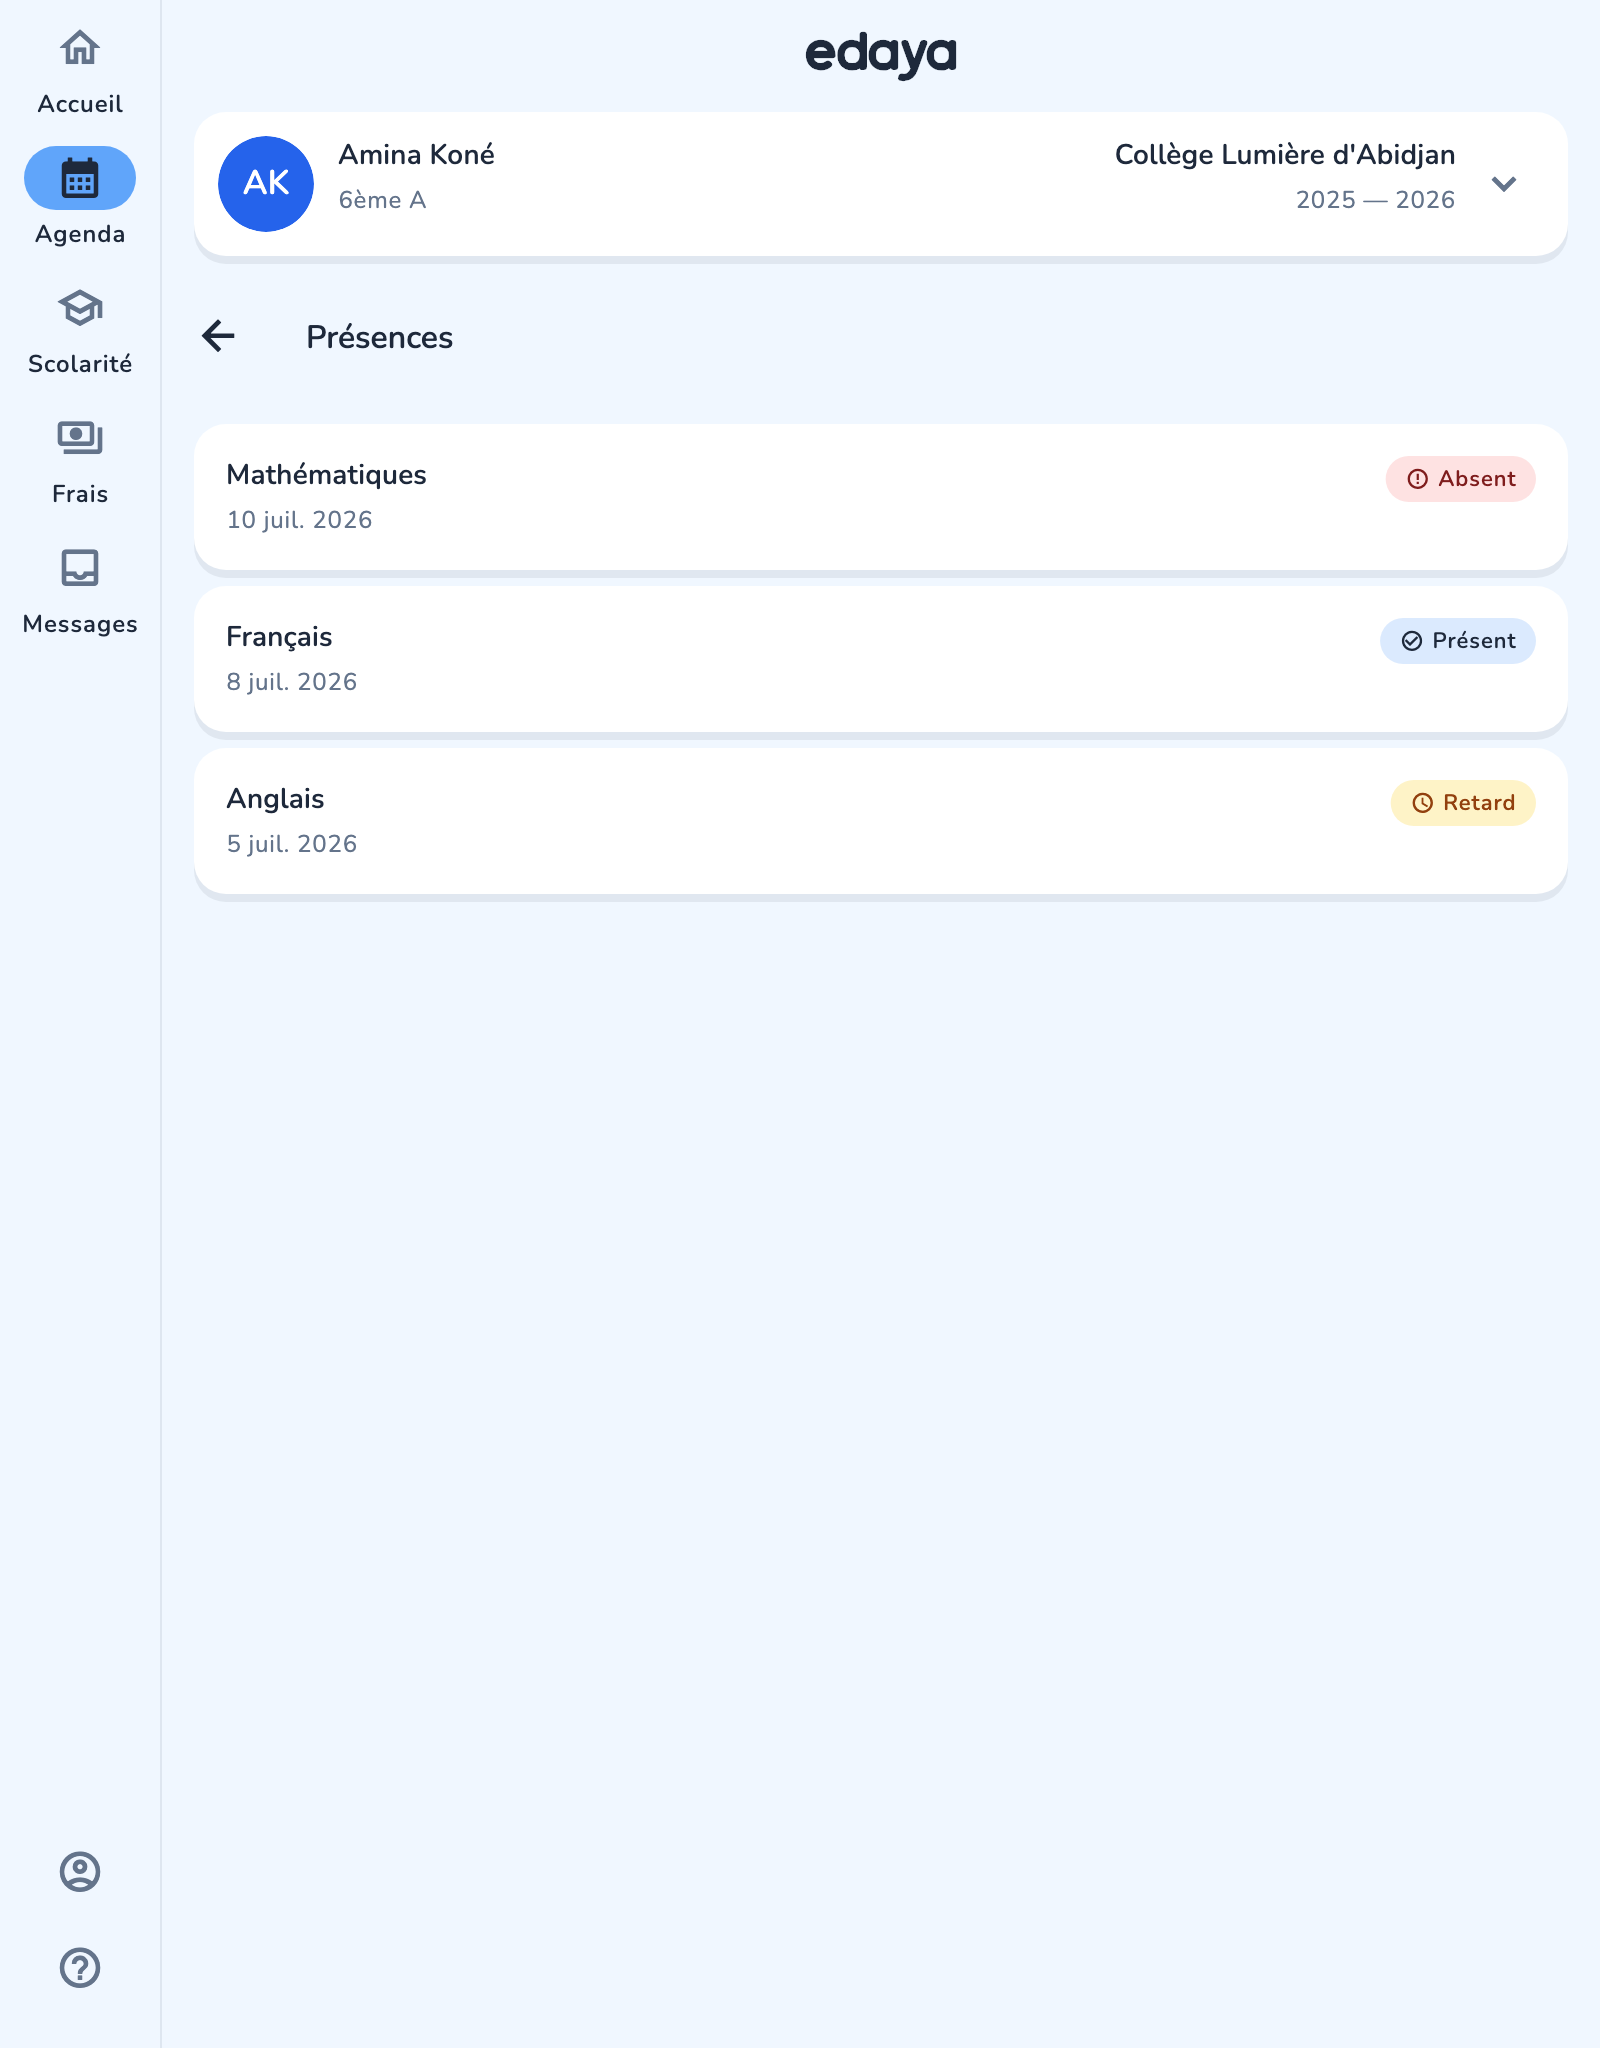 edaya
Accueil
Agenda
Scolarité
Frais
Messages
AK
Amina Koné
6ème A
Collège Lumière d'Abidjan
2025 — 2026
Présences
Mathématiques
10 juil. 2026
Absent
Français
8 juil. 2026
Présent
Anglais
5 juil. 2026
Retard